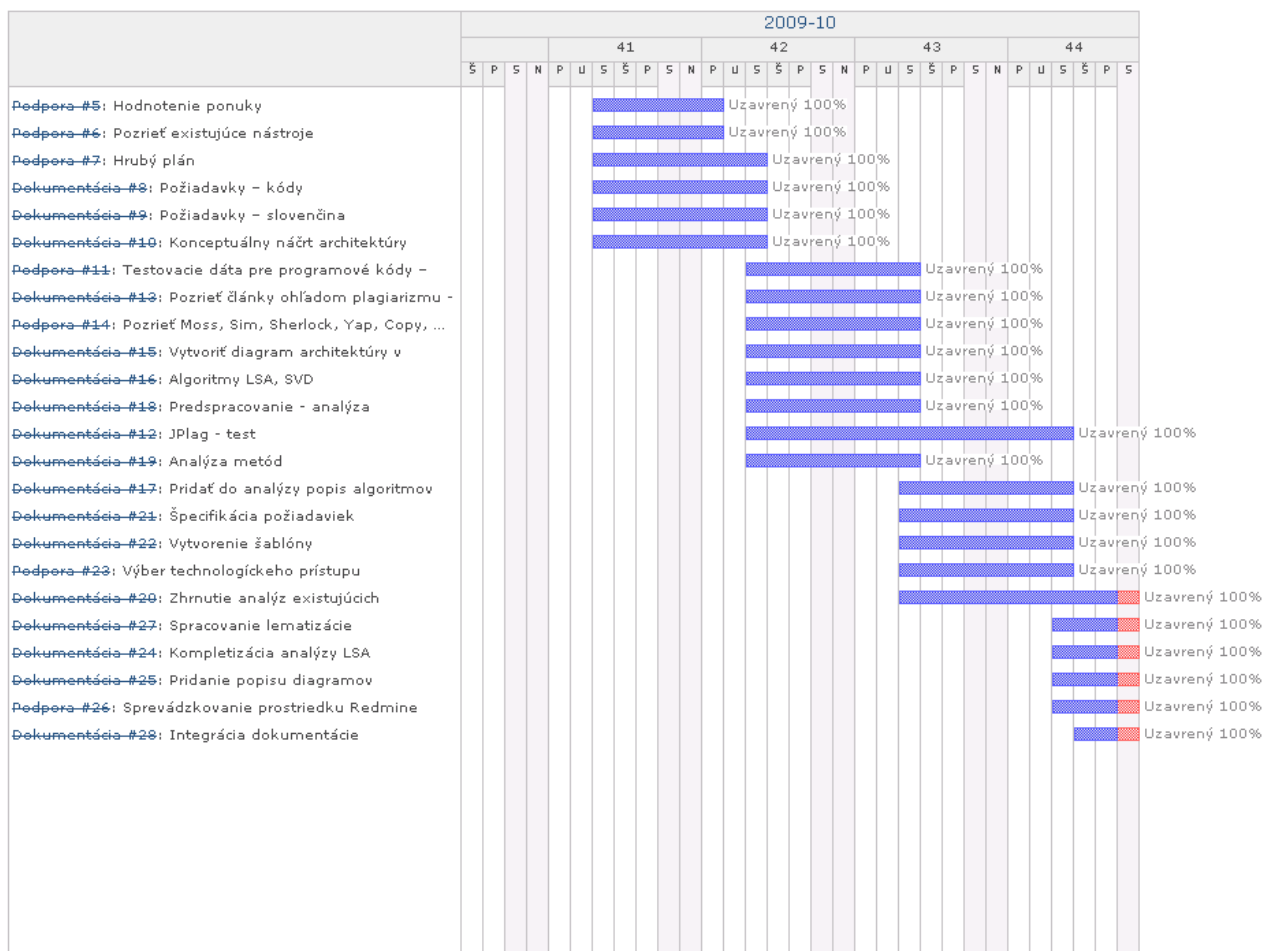 2009-10
41 42 43 44
Š P S N P U S Š P S N P U S Š P S N P U S Š P S N P U S Š P S
Podpora #5: Hodnotenie ponuky Uzavrený 100%
Podpora #6: Pozrieť existujúce nástroje Uzavrený 100%
Podpora #7: Hrubý plán Uzavrený 100%
Dokumentácia #8: Požiadavky – kódy Uzavrený 100%
Dokumentácia #9: Požiadavky – slovenčina Uzavrený 100%
Dokumentácia #10: Konceptuálny náčrt architektúry Uzavrený 100%
Podpora #11: Testovacie dáta pre programové kódy – Uzavrený 100%
Dokumentácia #13: Pozrieť články ohľadom plagiarizmu - Uzavrený 100%
Podpora #14: Pozrieť Moss, Sim, Sherlock, Yap, Copy, ... Uzavrený 100%
Dokumentácia #15: Vytvoriť diagram architektúry v Uzavrený 100%
Dokumentácia #16: Algoritmy LSA, SVD Uzavrený 100%
Dokumentácia #18: Predspracovanie - analýza Uzavrený 100%
Dokumentácia #12: JPlag - test Uzavrený 100%
Dokumentácia #19: Analýza metód Uzavrený 100%
Dokumentácia #17: Pridať do analýzy popis algoritmov Uzavrený 100%
Dokumentácia #21: Špecifikácia požiadaviek Uzavrený 100%
Dokumentácia #22: Vytvorenie šablóny Uzavrený 100%
Podpora #23: Výber technologíckeho prístupu Uzavrený 100%
Dokumentácia #20: Zhrnutie analýz existujúcich Uzavrený 100%
Dokumentácia #27: Spracovanie lematizácie Uzavrený 100%
Dokumentácia #24: Kompletizácia analýzy LSA Uzavrený 100%
Dokumentácia #25: Pridanie popisu diagramov Uzavrený 100%
Podpora #26: Sprevádzkovanie prostriedku Redmine Uzavrený 100%
Dokumentácia #28: Integrácia dokumentácie Uzavrený 100%